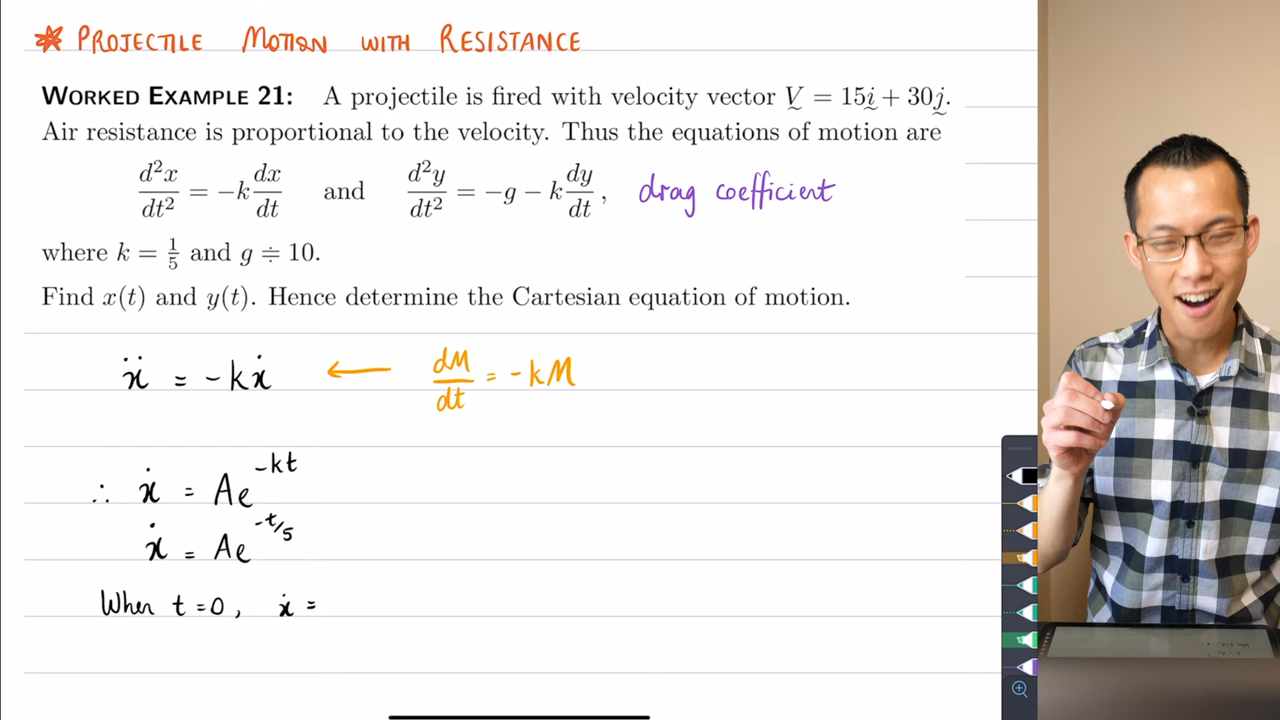 * PROJECTILE MOTION WITH RESISTANCE
WORKED EXAMPLE 21: A projectile is fired with velocity vector V = 15i + 30j.
Air resistance is proportional to the velocity. Thus the equations of motion are
d²x/dt² = −k dx/dt and d²y/dt² = −g − k dy/dt, drag coefficient
where k = 1/5 and g ≑ 10.
Find x(t) and y(t). Hence determine the Cartesian equation of motion.
ẍ = -kẋ ← dM/dt = -kM
∴ ẋ = Ae^-kt
ẋ = Ae^-t/5
When t=0, ẋ =